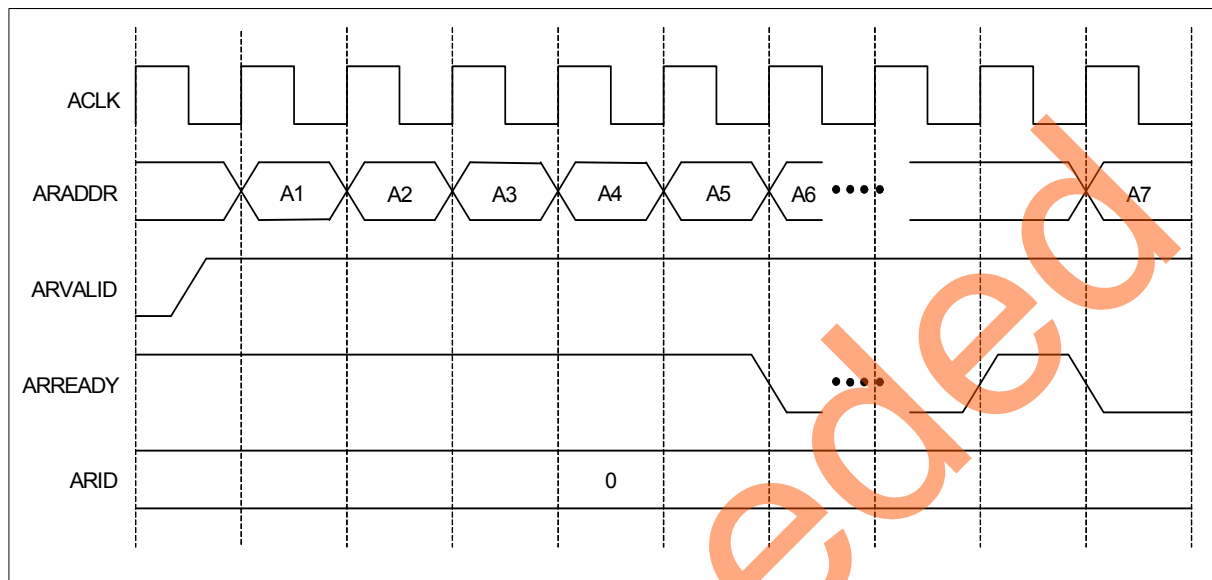 ACLK
ARADDR A1 A2 A3 A4 A5 A6 A7
ARVALID
ARREADY
ARID 0
eded